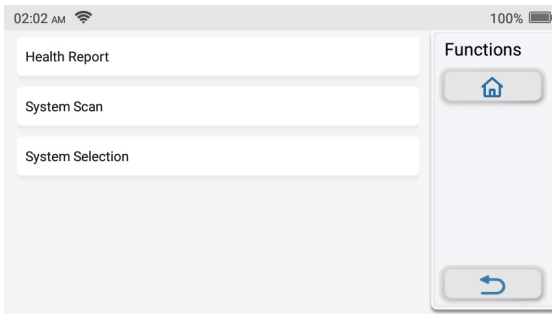 02:02 AM
100%
Health Report
System Scan
System Selection
Functions